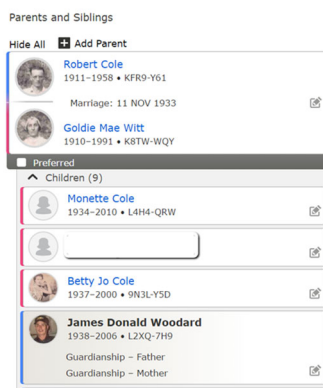 Parents and Siblings
Hide All Add Parent
Robert Cole
1911–1958 • KFR9-Y61
Marriage: 11 NOV 1933
Goldie Mae Witt
1910–1991 • K8TW-WQY
Preferred
Children (9)
Monette Cole
1934–2010 • L4H4-QRW
Betty Jo Cole
1937–2000 • 9N3L-Y5D
James Donald Woodard
1938–2006 • L2XQ-7H9
Guardianship – Father
Guardianship – Mother